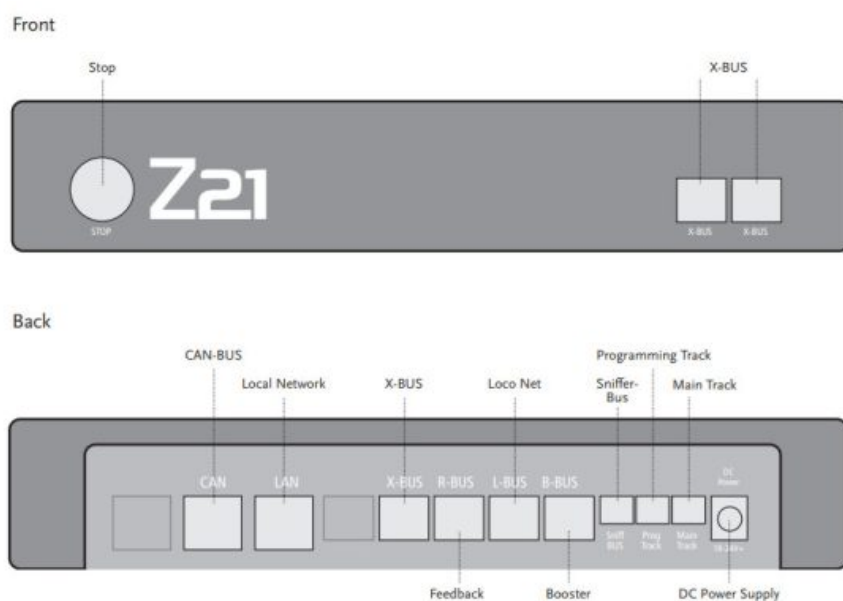 Front
Stop
X-BUS
Z21
STOP
X-BUS X-BUS
Back
CAN-BUS
Programming Track
Local Network
X-BUS
Loco Net
Sniffer-
Bus
Main Track
CAN
LAN
X-BUS
R-BUS
L-BUS
B-BUS
DC
Power
Sniff
BUS
Prog
Track
Main
Track
Feedback
Booster
DC Power Supply